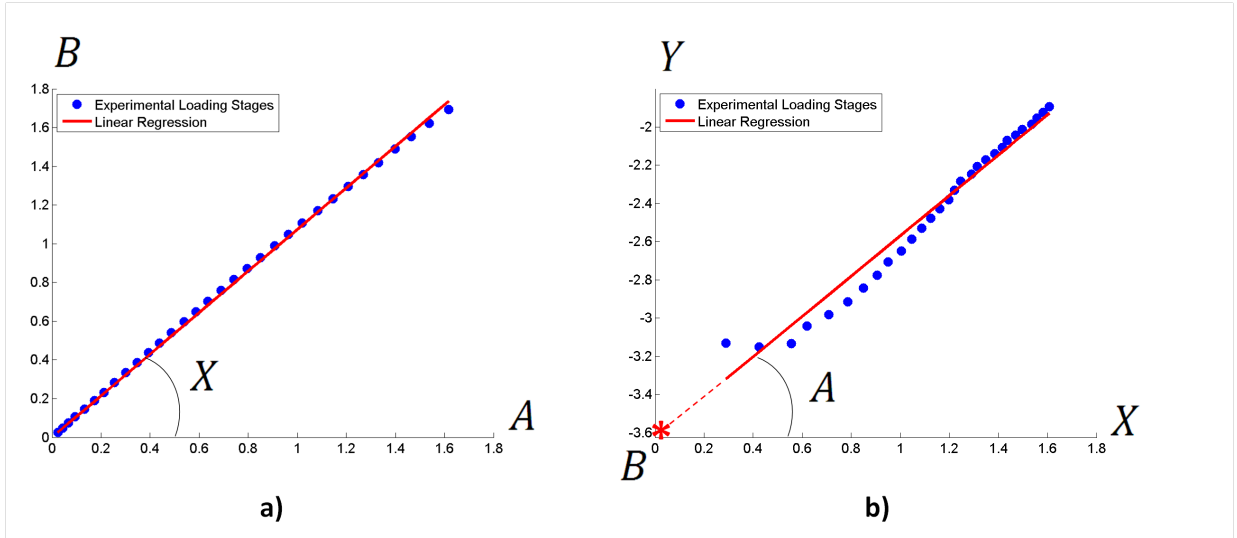 B
1.8
Experimental Loading Stages
Linear Regression
1.6
1.4
1.2
1
0.8
0.6
0.4
0.2
0
X
A
0 0.2 0.4 0.6 0.8 1 1.2 1.4 1.6 1.8
a)
Y
Experimental Loading Stages
Linear Regression
-2
-2.2
-2.4
-2.6
-2.8
-3
-3.2
-3.4
-3.6
A
X
B
0 0.2 0.4 0.6 0.8 1 1.2 1.4 1.6 1.8
b)